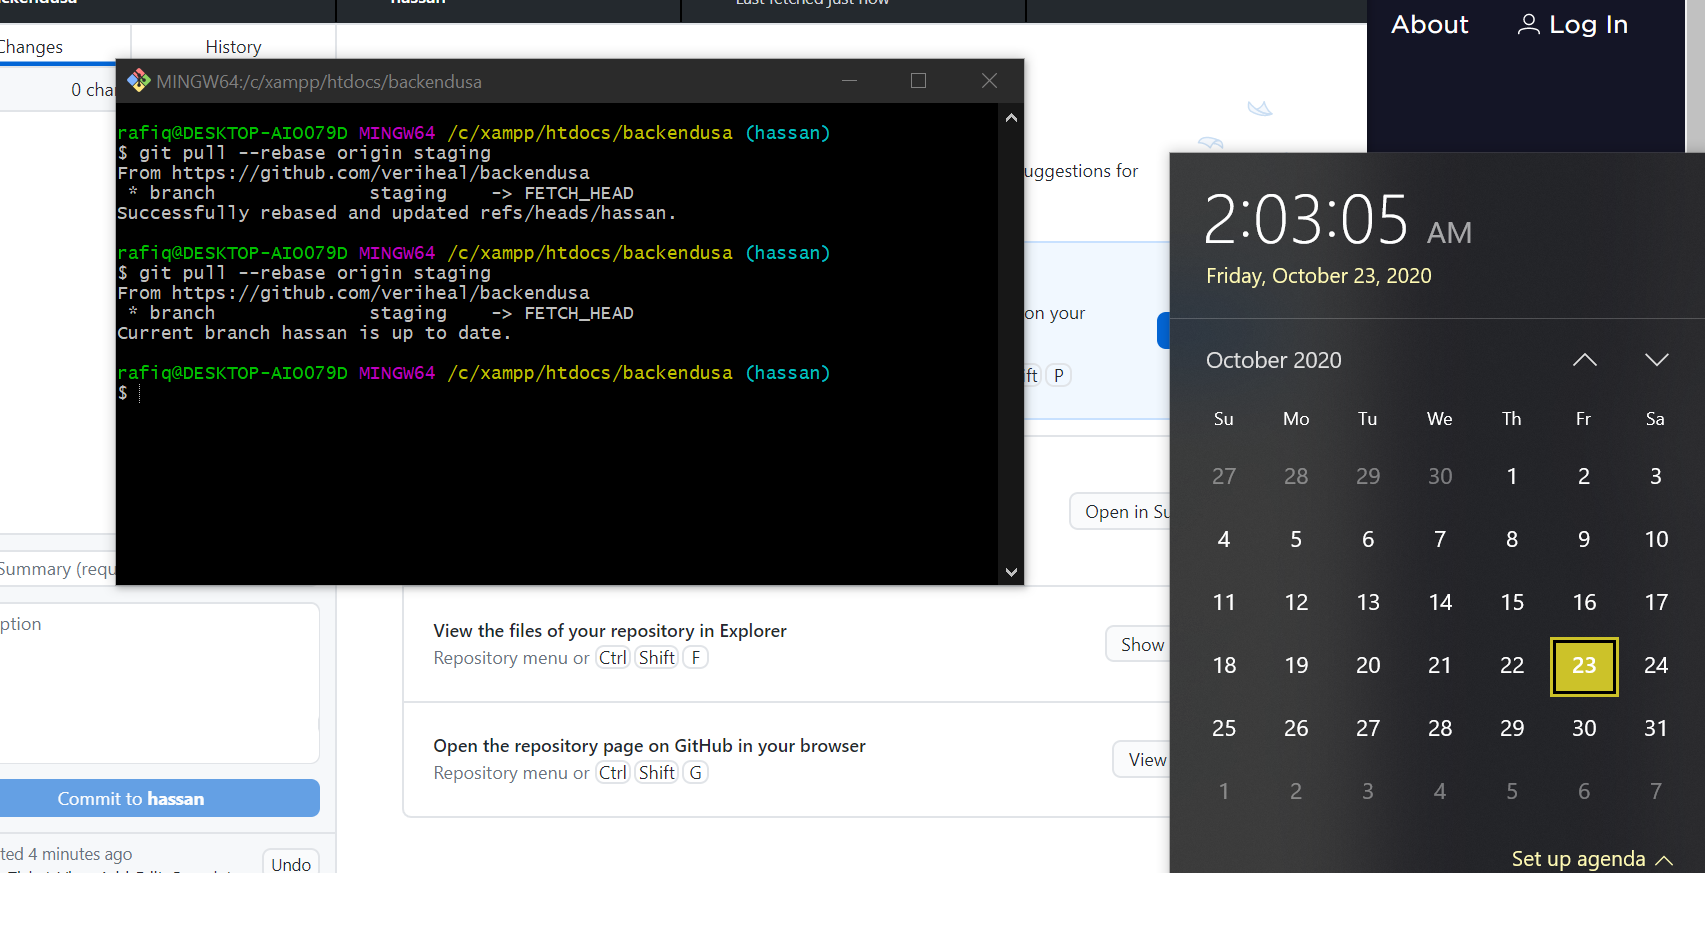 hassan
Last fetched just now
About
Log In
Changes
History
0 cha
MINGW64:/c/xampp/htdocs/backendusa
rafiq@DESKTOP-AIO079D MINGW64 /c/xampp/htdocs/backendusa (hassan)
$ git pull --rebase origin staging
From https://github.com/veriheal/backendusa
* branch staging -> FETCH_HEAD
Successfully rebased and updated refs/heads/hassan.
rafiq@DESKTOP-AIO079D MINGW64 /c/xampp/htdocs/backendusa (hassan)
$ git pull --rebase origin staging
From https://github.com/veriheal/backendusa
* branch staging -> FETCH_HEAD
Current branch hassan is up to date.
rafiq@DESKTOP-AIO079D MINGW64 /c/xampp/htdocs/backendusa (hassan)
$
uggestions for
on your
ift P
Open in Su
Summary (requ
ption
View the files of your repository in Explorer
Repository menu or Ctrl Shift F
Show
Open the repository page on GitHub in your browser
Repository menu or Ctrl Shift G
View
Commit to hassan
ted 4 minutes ago
Undo
2:03:05 AM
Friday, October 23, 2020
October 2020
Su Mo Tu We Th Fr Sa
27 28 29 30 1 2 3
4 5 6 7 8 9 10
11 12 13 14 15 16 17
18 19 20 21 22 23 24
25 26 27 28 29 30 31
1 2 3 4 5 6 7
Set up agenda